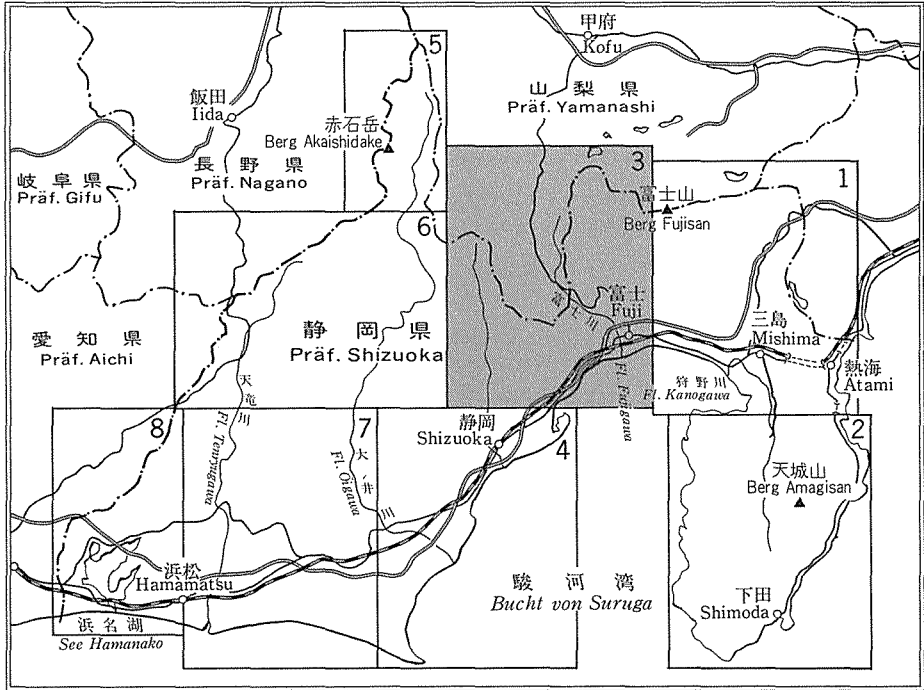 甲府
Kofu
5
飯田
Iida
山梨県
Präf. Yamanashi
赤石岳
Berg Akaishidake
長野県
Präf. Nagano
岐阜県
Präf. Gifu
3
1
富士山
Berg Fujisan
6
富士川
富士
Fuji
三島
Mishima
静岡県
Präf. Shizuoka
愛知県
Präf. Aichi
熱海
Atami
狩野川
Fl. Kanogawa
Fl. Fujigawa
天竜川
Fl. Tenryugawa
8
7
静岡
Shizuoka
4
2
大井川
Fl. Oigawa
天城山
Berg Amagisan
浜松
Hamamatsu
駿河湾
Bucht von Suruga
下田
Shimoda
浜名湖
See Hamanako